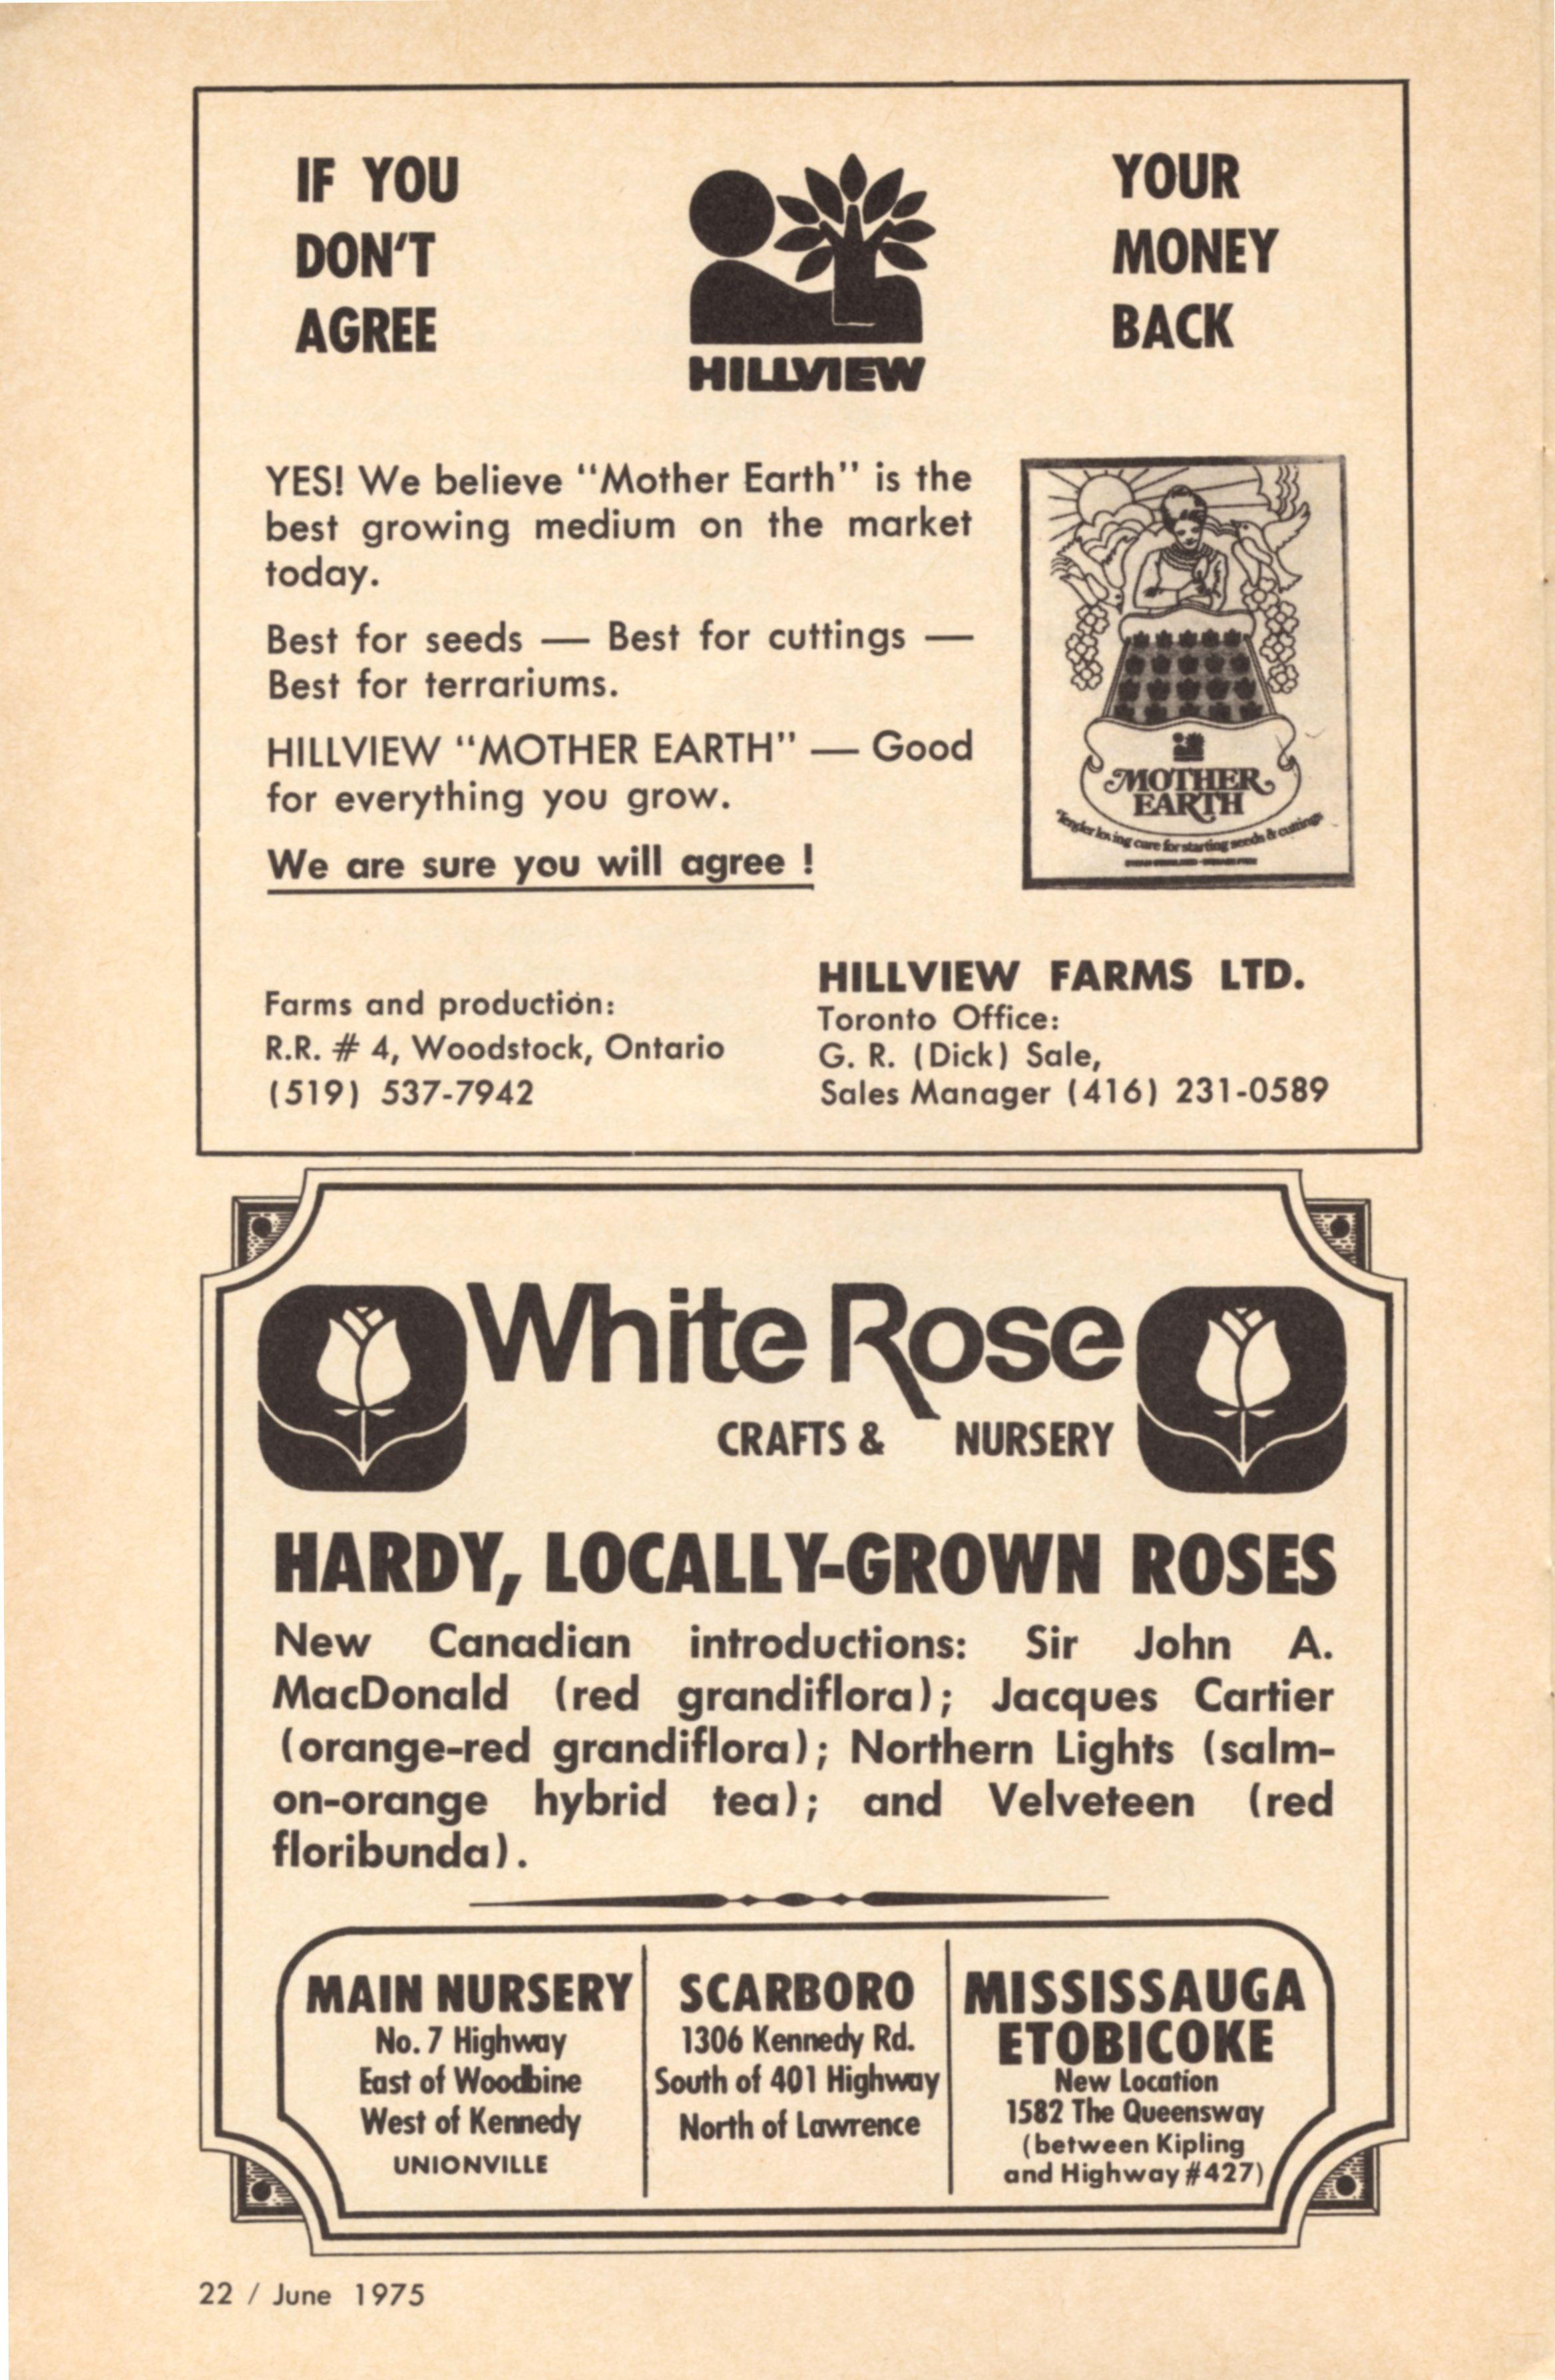 IF YOU
DON'T
AGREE
HILLVIEW
YOUR
MONEY
BACK
YES! We believe "Mother Earth" is the
best growing medium on the market
today.
Best for seeds — Best for cuttings —
Best for terrariums.
HILLVIEW "MOTHER EARTH" — Good
for everything you grow.
We are sure you will agree !
MOTHER
EARTH
Tender loving care for starting seeds & cuttings
Farms and production:
R.R. # 4, Woodstock, Ontario
(519) 537-7942
HILLVIEW FARMS LTD.
Toronto Office:
G. R. (Dick) Sale,
Sales Manager (416) 231-0589
White Rose
CRAFTS & NURSERY
HARDY, LOCALLY-GROWN ROSES
New Canadian introductions: Sir John A.
MacDonald (red grandiflora); Jacques Cartier
(orange-red grandiflora); Northern Lights (salm-
on-orange hybrid tea); and Velveteen (red
floribunda).
MAIN NURSERY
No. 7 Highway
East of Woodbine
West of Kennedy
UNIONVILLE
SCARBORO
1306 Kennedy Rd.
South of 401 Highway
North of Lawrence
MISSISSAUGA
ETOBICOKE
New Location
1582 The Queensway
(between Kipling
and Highway #427)
22 / June 1975